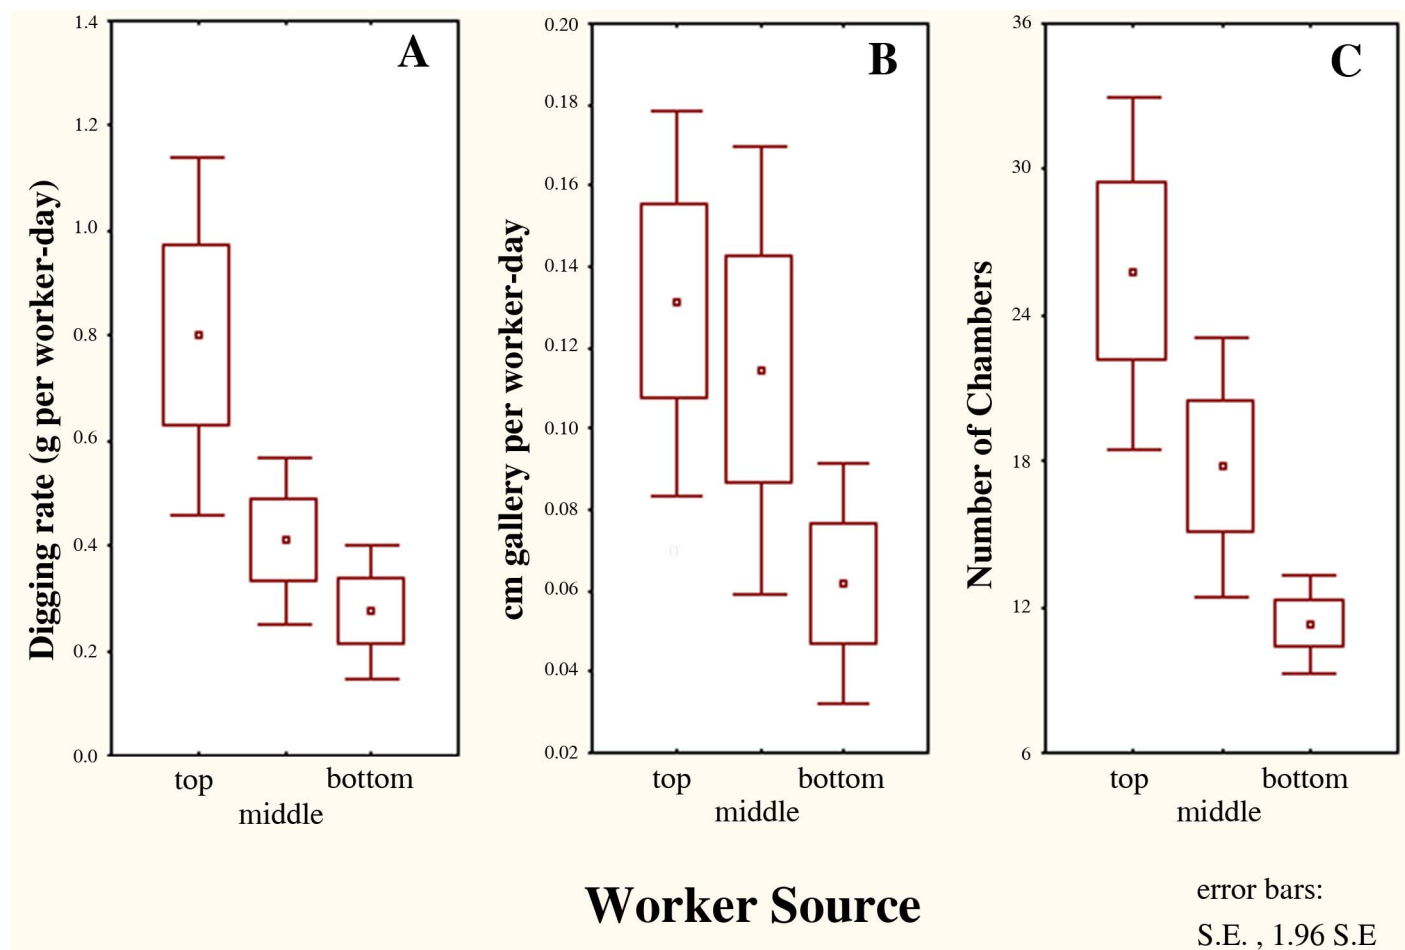 A
Digging rate (g per worker-day)
1.4
1.2
1.0
0.8
0.6
0.4
0.2
0.0
top
middle
bottom
B
cm gallery per worker-day
0.20
0.18
0.16
0.14
0.12
0.10
0.08
0.06
0.04
0.02
0
top
middle
bottom
C
Number of Chambers
36
30
24
18
12
6
top
middle
bottom
Worker Source
error bars:
S.E. , 1.96 S.E